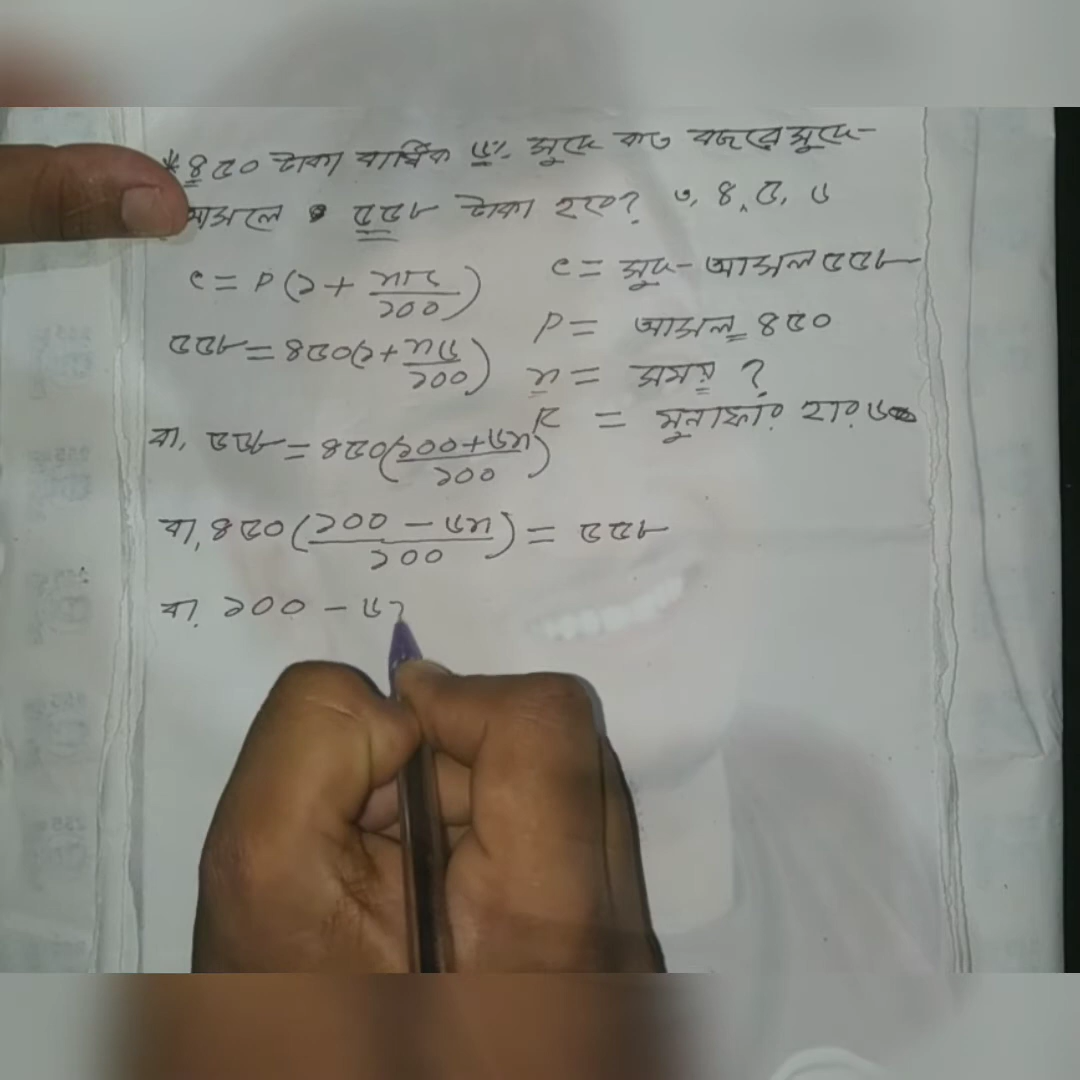 *৪৫০ টাকা বার্ষিক ৬% সুদে কত বছরে সুদে-
আসলে ৫৫৮ টাকা হবে? ৩, ৪, ৫, ৬
= p(১ + nr/১০০) = সুদ-আসল ৫৫৮
p = আসল = ৪৫০
৫৫৮ = ৪৫০(১ + ৬n/১০০) n = সময় ?
r = মুনাফার হার ৬
বা, ৫৫৮ = ৪৫০(১০০+৬n/১০০)
বা, ৪৫০(১০০ – ৬n/১০০) = ৫৫৮
বা, ১০০ – ৬